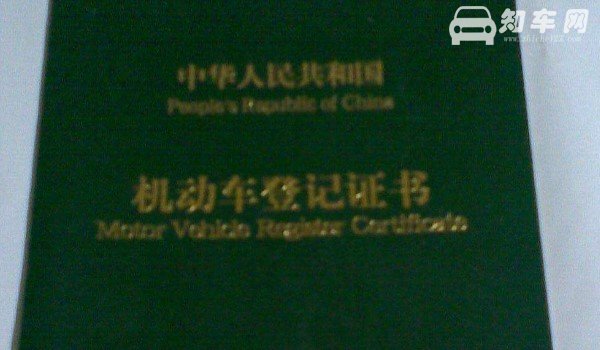 知车网
中华人民共和国
People's Republic of China
机动车登记证书
Motor Vehicle Register Certificate